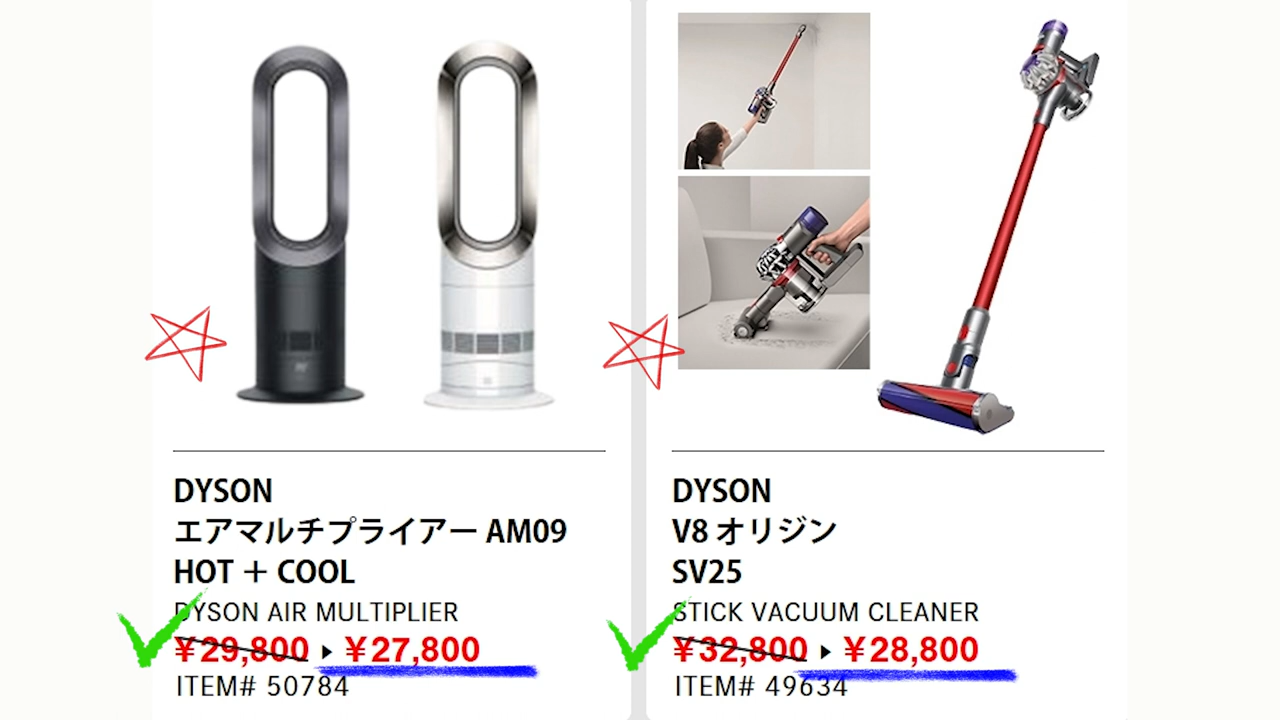 DYSON
エアマルチプライアー AM09
HOT + COOL
DYSON AIR MULTIPLIER
¥29,800 ▶ ¥27,800
ITEM# 50784
DYSON
V8 オリジン
SV25
STICK VACUUM CLEANER
¥32,800 ▶ ¥28,800
ITEM# 49634